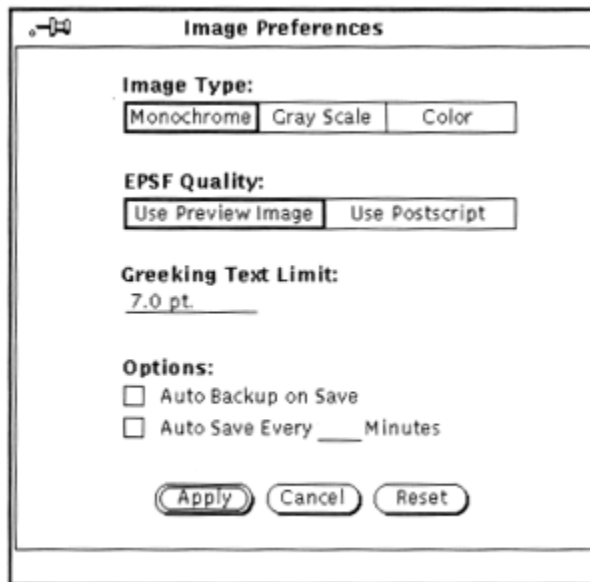 Image Preferences
Image Type:
Monochrome Gray Scale Color
EPSF Quality:
Use Preview Image Use Postscript
Greeking Text Limit:
7.0 pt.
Options:
Auto Backup on Save
Auto Save Every ___ Minutes
Apply Cancel Reset